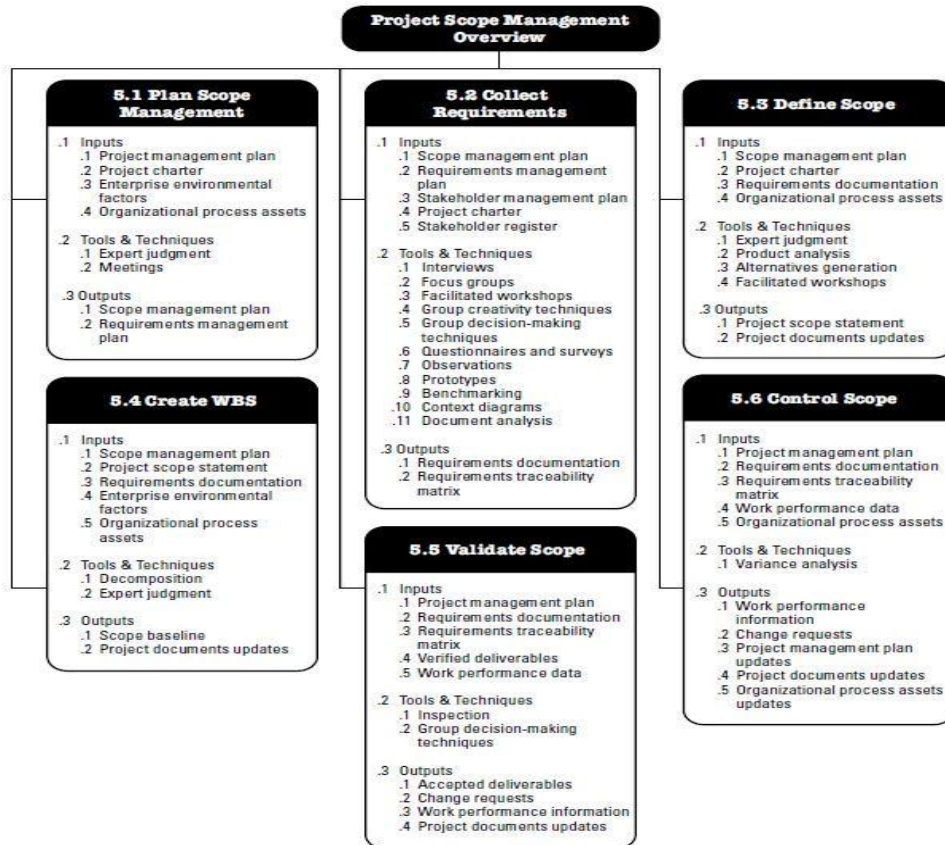 Project Scope Management
Overview
5.1 Plan Scope
Management
.1 Inputs
.1 Project management plan
.2 Project charter
.3 Enterprise environmental
factors
.4 Organizational process assets
.2 Tools & Techniques
.1 Expert judgment
.2 Meetings
.3 Outputs
.1 Scope management plan
.2 Requirements management
plan
5.2 Collect
Requirements
.1 Inputs
.1 Scope management plan
.2 Requirements management
plan
.3 Stakeholder management plan
.4 Project charter
.5 Stakeholder register
.2 Tools & Techniques
.1 Interviews
.2 Focus groups
.3 Facilitated workshops
.4 Group creativity techniques
.5 Group decision-making
techniques
.6 Questionnaires and surveys
.7 Observations
.8 Prototypes
.9 Benchmarking
.10 Context diagrams
.11 Document analysis
.3 Outputs
.1 Requirements documentation
.2 Requirements traceability
matrix
5.3 Define Scope
.1 Inputs
.1 Scope management plan
.2 Project charter
.3 Requirements documentation
.4 Organizational process assets
.2 Tools & Techniques
.1 Expert judgment
.2 Product analysis
.3 Alternatives generation
.4 Facilitated workshops
.3 Outputs
.1 Project scope statement
.2 Project documents updates
5.4 Create WBS
.1 Inputs
.1 Scope management plan
.2 Project scope statement
.3 Requirements documentation
.4 Enterprise environmental
factors
.5 Organizational process
assets
.2 Tools & Techniques
.1 Decomposition
.2 Expert judgment
.3 Outputs
.1 Scope baseline
.2 Project documents updates
5.5 Validate Scope
.1 Inputs
.1 Project management plan
.2 Requirements documentation
.3 Requirements traceability
matrix
.4 Verified deliverables
.5 Work performance data
.2 Tools & Techniques
.1 Inspection
.2 Group decision-making
techniques
.3 Outputs
.1 Accepted deliverables
.2 Change requests
.3 Work performance information
.4 Project documents updates
5.6 Control Scope
.1 Inputs
.1 Project management plan
.2 Requirements documentation
.3 Requirements traceability
matrix
.4 Work performance data
.5 Organizational process assets
.2 Tools & Techniques
.1 Variance analysis
.3 Outputs
.1 Work performance
information
.2 Change requests
.3 Project management plan
updates
.4 Project documents updates
.5 Organizational process assets
updates